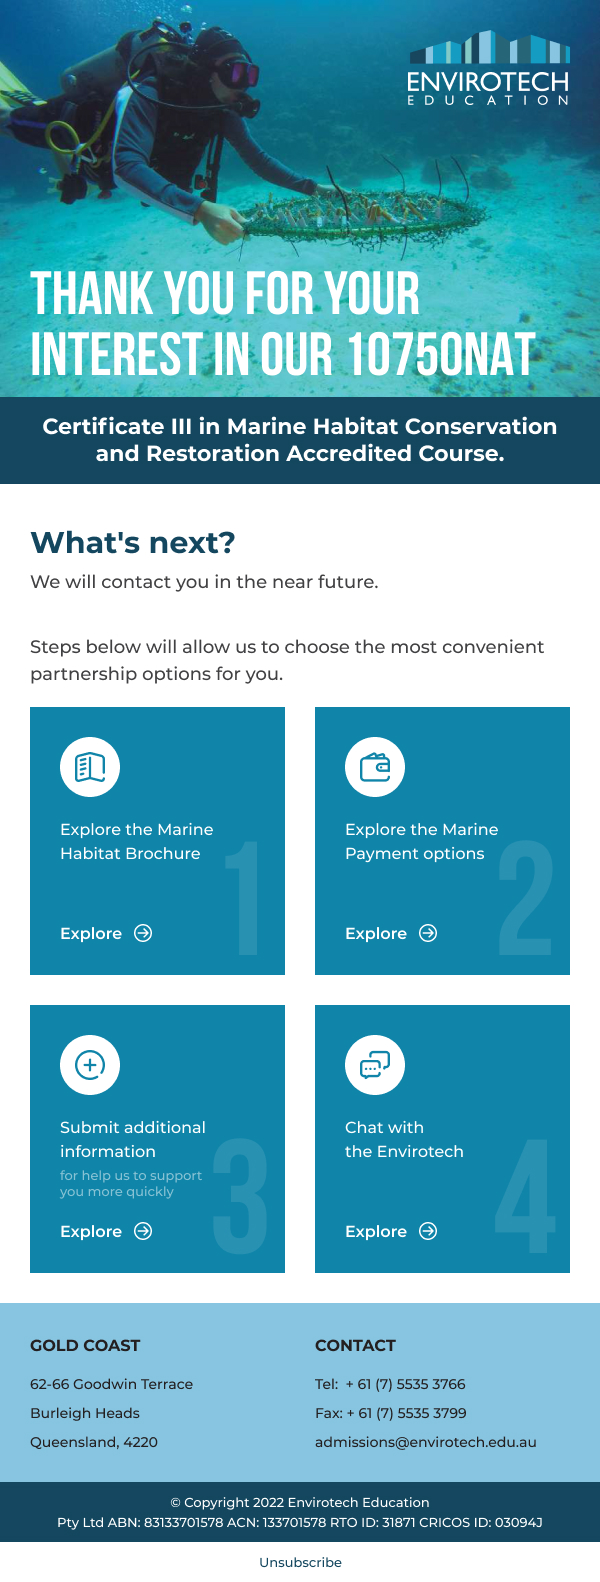 ENVIROTECH
EDUCATION
THANK YOU FOR YOUR
INTEREST IN OUR 10750NAT
Certificate III in Marine Habitat Conservation
and Restoration Accredited Course.
What's next?
We will contact you in the near future.
Steps below will allow us to choose the most convenient
partnership options for you.
Explore the Marine
Habitat Brochure
1
Explore
Explore the Marine
Payment options
2
Explore
Submit additional
information
for help us to support
you more quickly
3
Explore
Chat with
the Envirotech
4
Explore
GOLD COAST
62-66 Goodwin Terrace
Burleigh Heads
Queensland, 4220
CONTACT
Tel: + 61 (7) 5535 3766
Fax: + 61 (7) 5535 3799
admissions@envirotech.edu.au
© Copyright 2022 Envirotech Education
Pty Ltd ABN: 83133701578 ACN: 133701578 RTO ID: 31871 CRICOS ID: 03094J
Unsubscribe